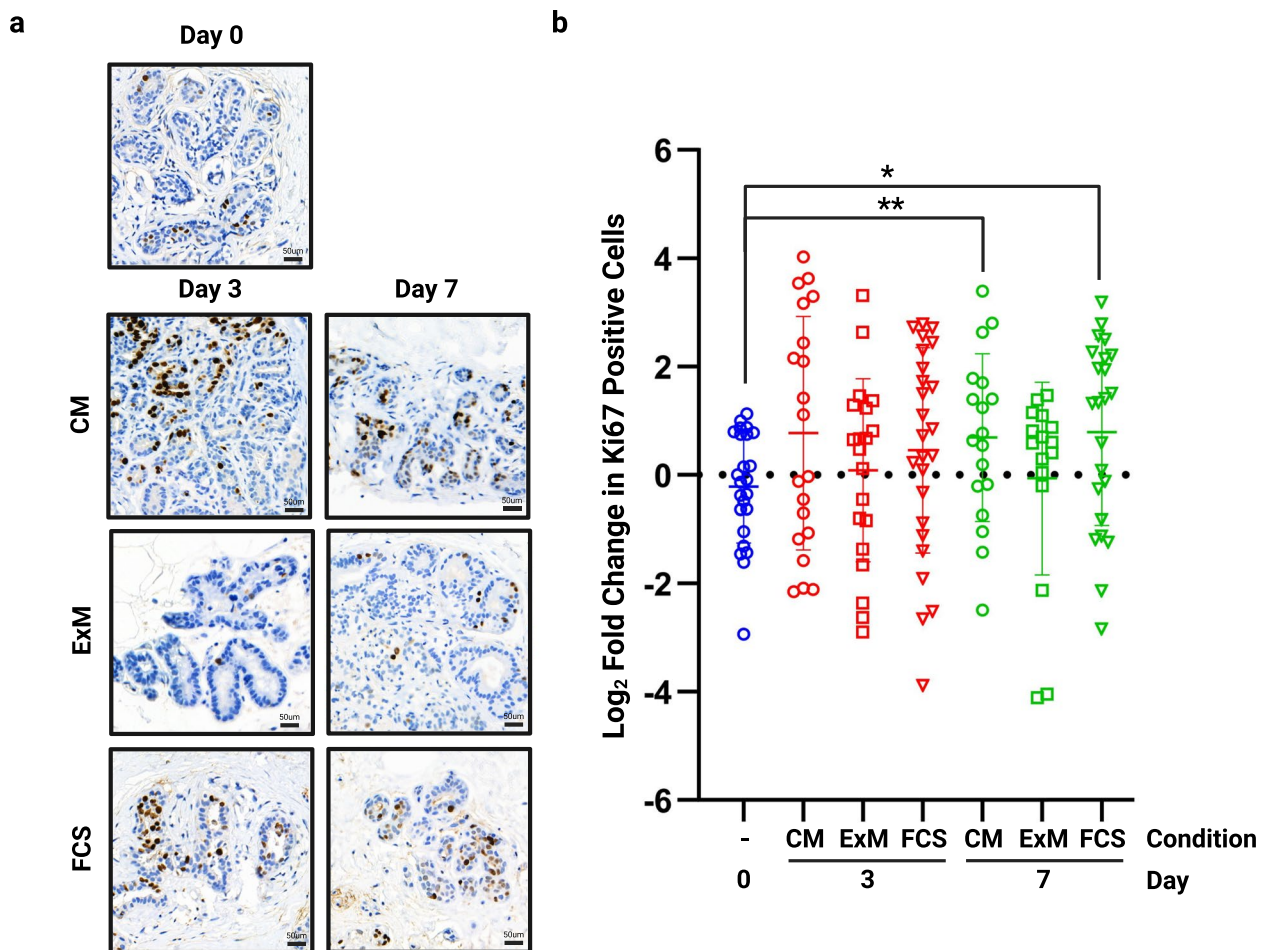 a
Day 0
50um
Day 3
Day 7
CM
50um
50um
ExM
50um
50um
FCS
50um
50um
b
Log₂ Fold Change in Ki67 Positive Cells
6
4
2
0
-2
-4
-6
*
**
- CM ExM FCS CM ExM FCS Condition
0 3 7 Day